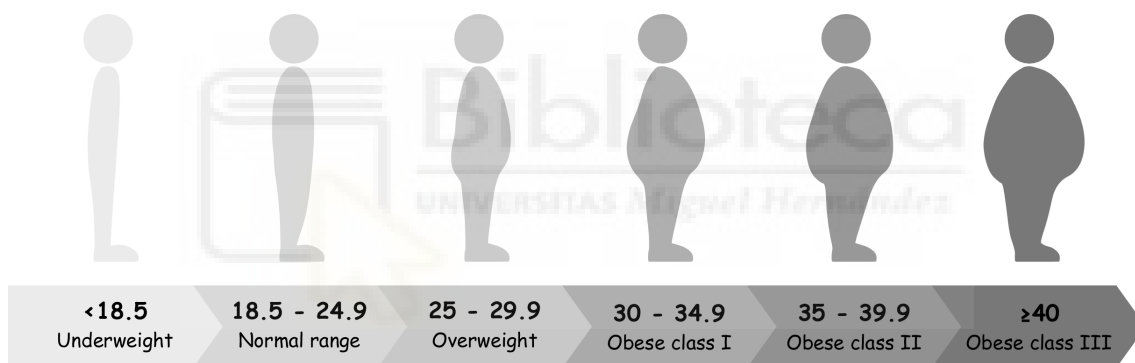 Biblioteca
UNIVERSITAS Miguel Hernández
<18.5
Underweight
18.5 - 24.9
Normal range
25 - 29.9
Overweight
30 - 34.9
Obese class I
35 - 39.9
Obese class II
≥40
Obese class III